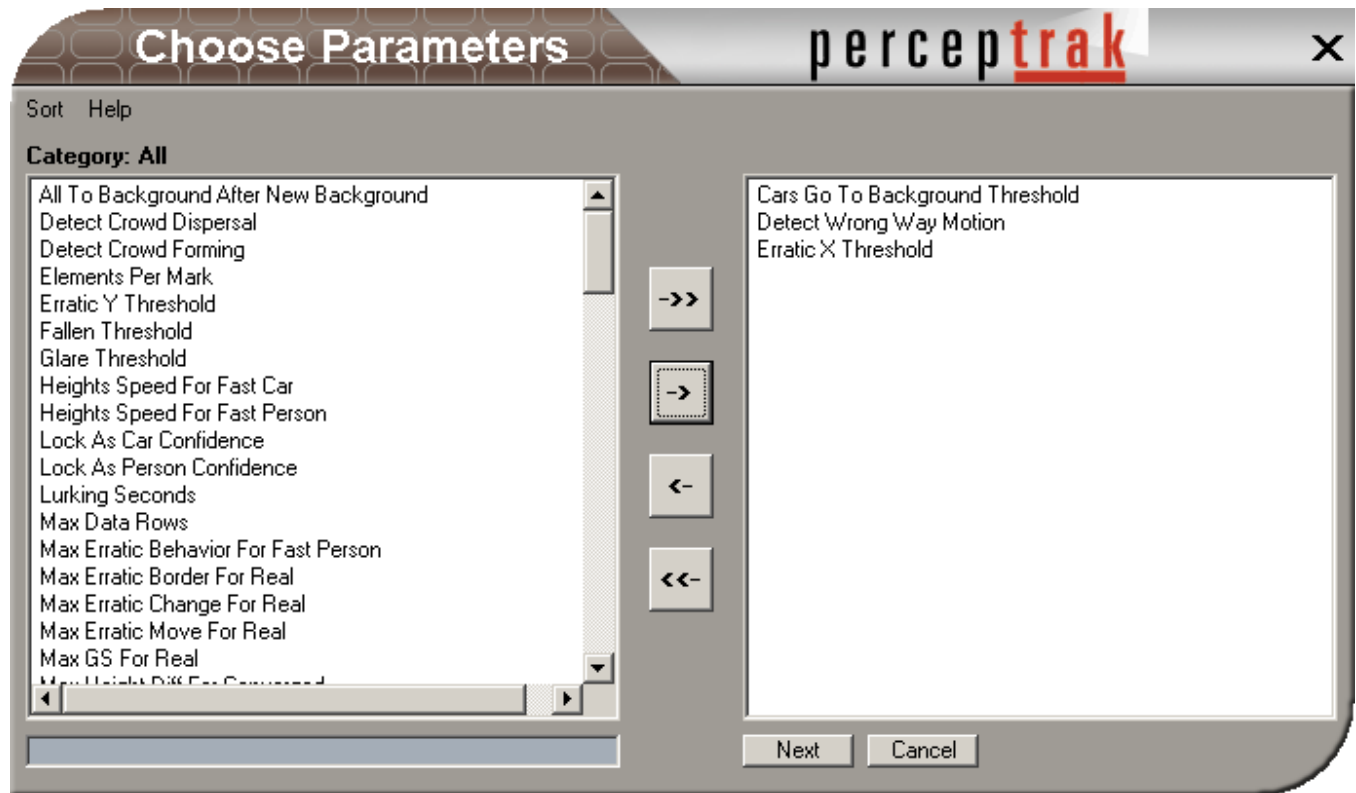 Choose Parameters
perceptrak
X
Sort Help
Category: All
All To Background After New Background
Detect Crowd Dispersal
Detect Crowd Forming
Elements Per Mark
Erratic Y Threshold
Fallen Threshold
Glare Threshold
Heights Speed For Fast Car
Heights Speed For Fast Person
Lock As Car Confidence
Lock As Person Confidence
Lurking Seconds
Max Data Rows
Max Erratic Behavior For Fast Person
Max Erratic Border For Real
Max Erratic Change For Real
Max Erratic Move For Real
Max GS For Real
Max Height Diff For
->>
->
<-
<<-
Cars Go To Background Threshold
Detect Wrong Way Motion
Erratic X Threshold
Next Cancel